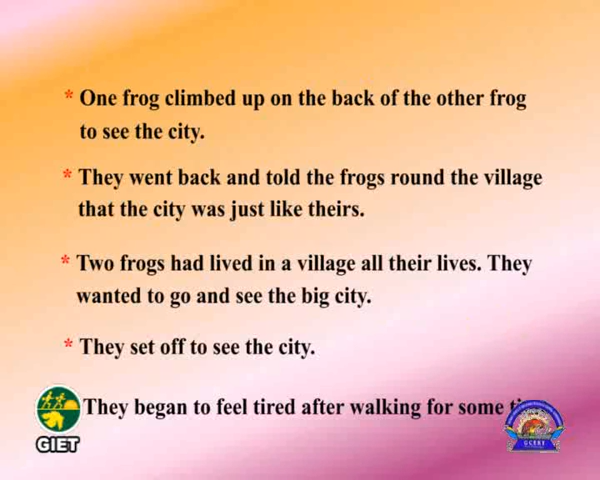 * One frog climbed up on the back of the other frog
to see the city.
* They went back and told the frogs round the village
that the city was just like theirs.
* Two frogs had lived in a village all their lives. They
wanted to go and see the big city.
* They set off to see the city.
They began to feel tired after walking for some
GIET
GCERT